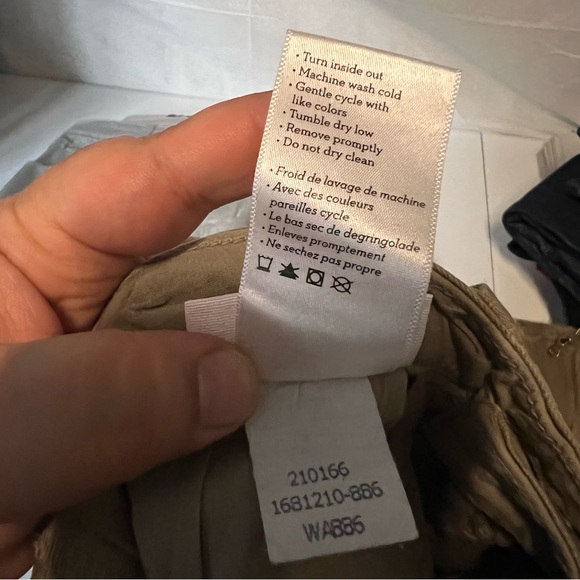 • Turn inside out
• Machine wash cold
• Gentle cycle with
like colors
• Tumble dry low
• Remove promptly
• Do not dry clean
• Froid de lavage de machine
• Avec des couleurs
pareilles cycle
• Le bas sec de degringolade
• Enleves promptement
• Ne sechez pas propre
210166
1681210-886
WA886